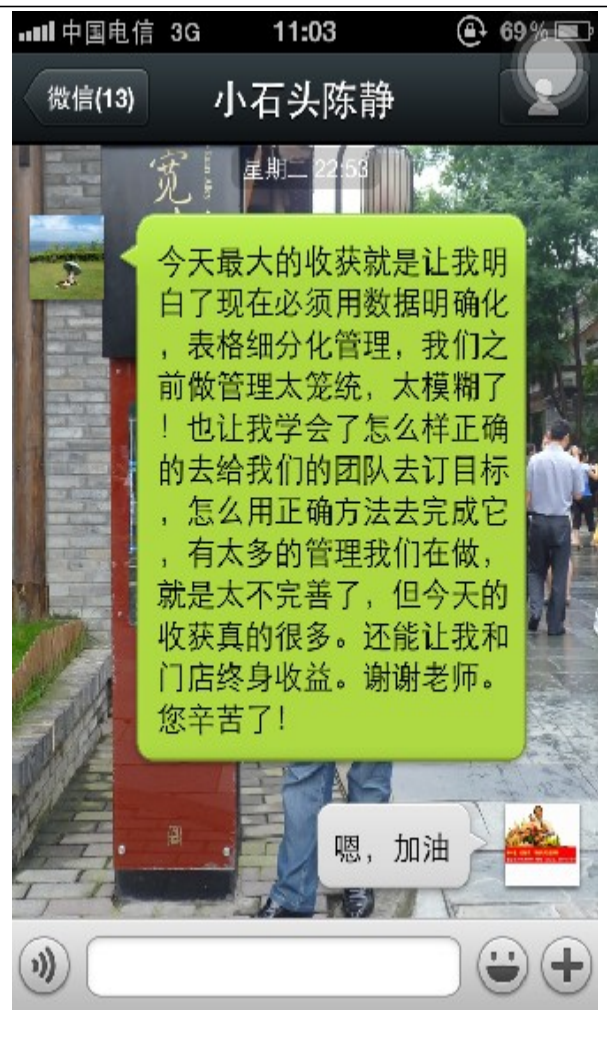 中国电信 3G 11:03 69%
微信(13) 小石头陈静
宽
星期二 22:53
今天最大的收获就是让我明
白了现在必须用数据明确化
，表格细分化管理，我们之
前做管理太笼统，太模糊了
！也让我学会了怎么样正确
的去给我们的团队去订目标
，怎么用正确方法去完成它
，有太多的管理我们在做，
就是太不完善了，但今天的
收获真的很多。还能让我和
门店终身收益。谢谢老师。
您辛苦了！
嗯，加油